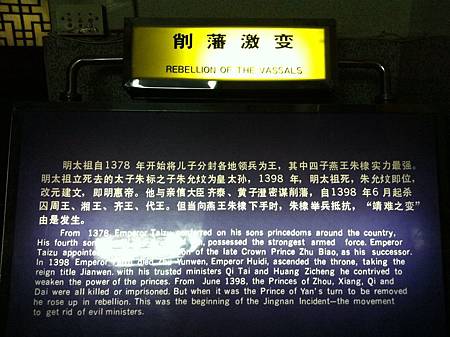 削藩激变
REBELLION OF THE VASSALS
明太祖自1378 年开始将儿子分封各地领兵为王，其中四子燕王朱棣实力最强。
明太祖立死去的太子朱标之子朱允炆为皇太孙，1398 年，明太祖死，朱允炆即位，
改元建文，即明惠帝。他与亲信大臣齐泰、黄子澄密谋削藩，自1398 年6月起杀
囚周王、湘王、齐王、代王。但当向燕王朱棣下手时，朱棣举兵抵抗，“靖难之变”
由是发生。
From 1378, Emperor Taizu conferred on his sons princedoms around the country,
His fourth son, possessed the strongest armed force. Emperor
Taizu appointed son of the late Crown Prince Zhu Biao, as his successor.
In 1398 Emperor died Zhu Yunwen, Emperor Huidi, ascended the throne, taking the
reign title Jianwen. with his trusted ministers Qi Tai and Huang Zicheng he contrived to
weaken the power of the princes. From June 1398, the Princes of Zhou, Xiang, Qi and
Dai were all killed or imprisoned. But when it was the Prince of Yan's turn to be removed
he rose up in rebellion. This was the beginning of the Jingnan Incident—the movement
to get rid of evil ministers.